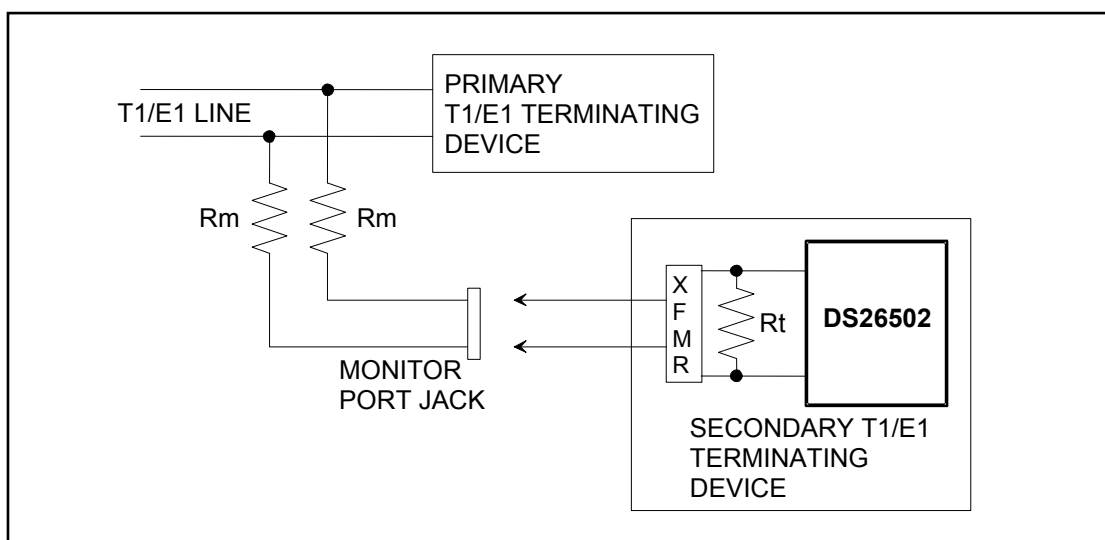 PRIMARY
T1/E1 TERMINATING
DEVICE
T1/E1 LINE
Rm
Rm
MONITOR
PORT JACK
X
F
M
R
Rt
DS26502
SECONDARY T1/E1
TERMINATING
DEVICE